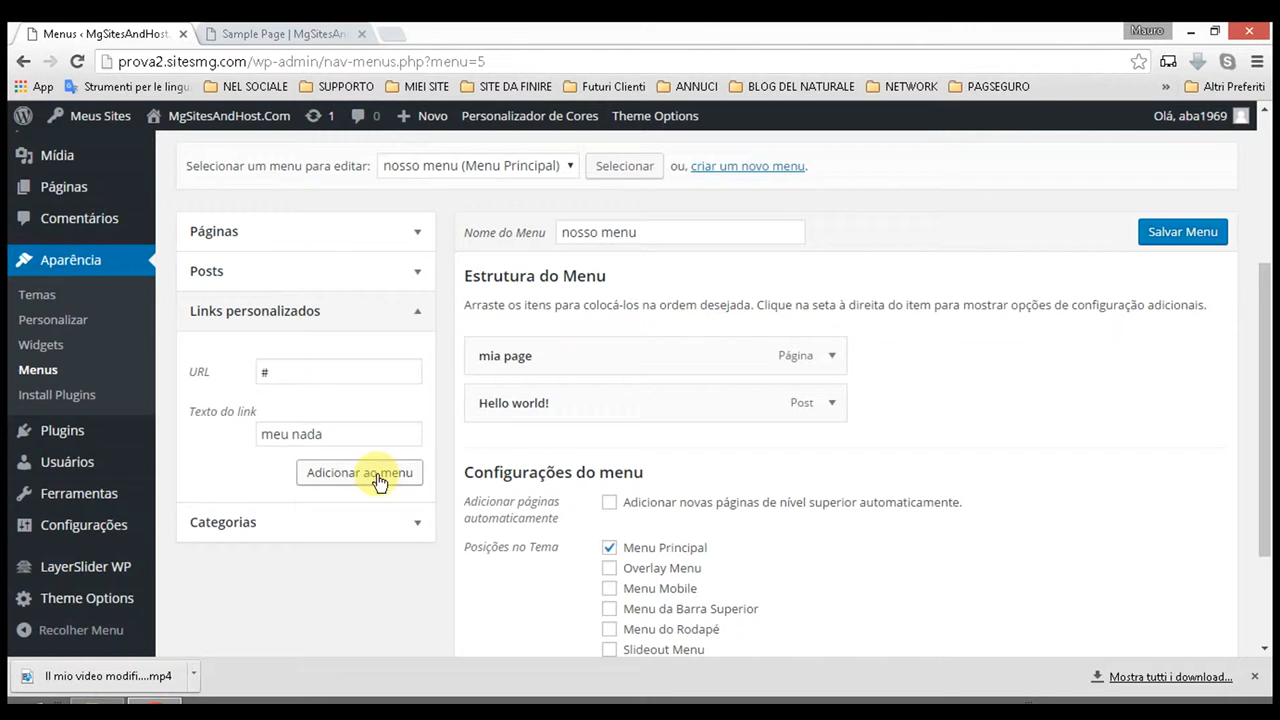 Menus ‹ MgSitesAndHost.
Sample Page | MgSitesAnd
Mauro
prova2.sitesmg.com/wp-admin/nav-menus.php?menu=5
App
Strumenti per le lingu
NEL SOCIALE
SUPPORTO
MIEI SITE
SITE DA FINIRE
Futuri Clienti
ANNUCI
BLOG DEL NATURALE
NETWORK
PAGSEGURO
»
Altri Preferiti
Meus Sites
MgSitesAndHost.Com
1
0
Novo
Personalizador de Cores
Theme Options
Olá, aba1969
Mídia
Páginas
Comentários
Aparência
Temas
Personalizar
Widgets
Menus
Install Plugins
Plugins
Usuários
Ferramentas
Configurações
LayerSlider WP
Theme Options
Recolher Menu
Selecionar um menu para editar:
nosso menu (Menu Principal)
Selecionar
ou, criar um novo menu.
Páginas
Posts
Links personalizados
URL
#
Texto do link
meu nada
Adicionar ao menu
Categorias
Nome do Menu
nosso menu
Salvar Menu
Estrutura do Menu
Arraste os itens para colocá-los na ordem desejada. Clique na seta à direita do item para mostrar opções de configuração adicionais.
mia page
Página
Hello world!
Post
Configurações do menu
Adicionar páginas
automaticamente
Adicionar novas páginas de nível superior automaticamente.
Posições no Tema
Menu Principal
Overlay Menu
Menu Mobile
Menu da Barra Superior
Menu do Rodapé
Slideout Menu
Il mio video modifi....mp4
Mostra tutti i download...